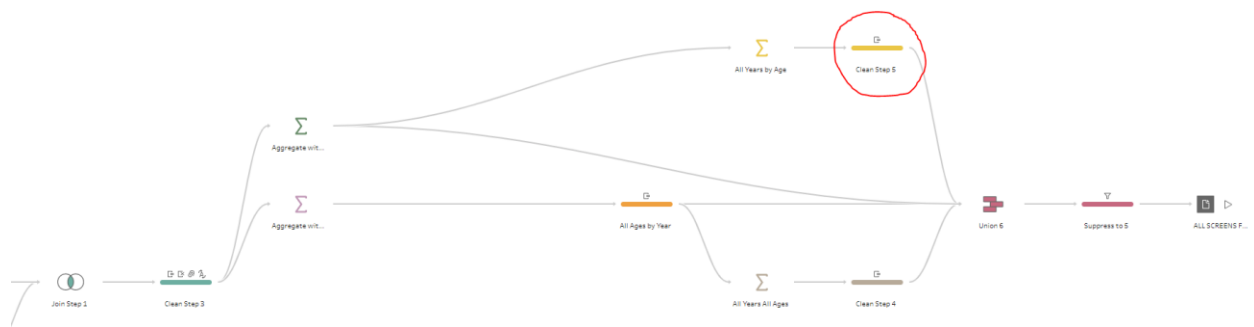 All Years by Age
Clean Step 5
Aggregate wit...
Aggregate wit...
All Ages by Year
Union 6
Suppress to 5
ALL SCREENS F...
Join Step 1
Clean Step 3
All Years All Ages
Clean Step 4